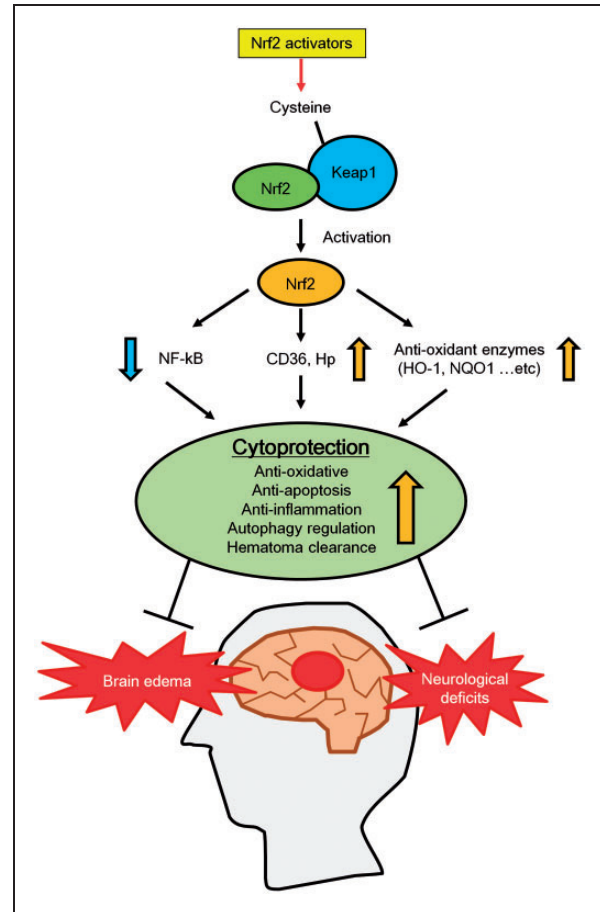 Nrf2 activators
Cysteine
Keap1
Nrf2
Activation
Nrf2
NF-kB
CD36, Hp
Anti-oxidant enzymes
(HO-1, NQO1 ...etc)
Cytoprotection
Anti-oxidative
Anti-apoptosis
Anti-inflammation
Autophagy regulation
Hematoma clearance
Brain edema
Neurological
deficits